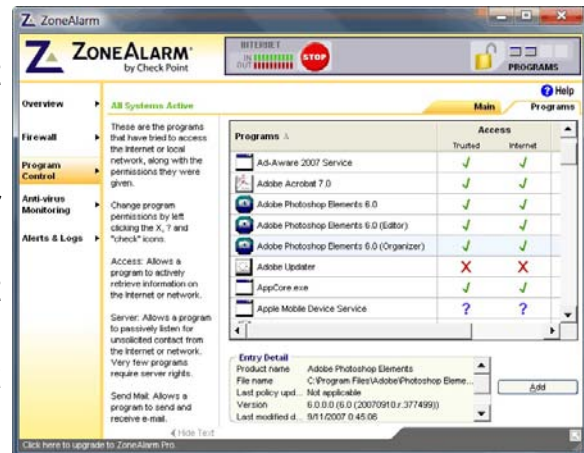 ZoneAlarm
ZONEALARM
by Check Point
INTERNET
IN
OUT
STOP
PROGRAMS
Help
Overview
Firewall
Program
Control
Anti-virus
Monitoring
Alerts & Logs
All Systems Active
Main
Programs
These are the programs
that have tried to access
the Internet or local
network, along with the
permissions they were
given.
Change program
permissions by left
clicking the X, ? and
"check" icons.
Access: Allows a
program to actively
retrieve information on
the Internet or network.
Server: Allows a program
to passively listen for
unsolicited contact from
the Internet or network.
Very few programs
require server rights.
Send Mail: Allows a
program to send and
receive e-mail.
Hide Text
Programs
Access
Trusted Internet
Ad-Aware 2007 Service
Adobe Acrobat 7.0
Adobe Photoshop Elements 6.0
Adobe Photoshop Elements 6.0 (Editor)
Adobe Photoshop Elements 6.0 (Organizer)
Adobe Updater X X
AppCore.exe
Apple Mobile Device Service ? ?
Entry Detail
Product name Adobe Photoshop Elements
File name C:\Program Files\Adobe\Photoshop Eleme...
Last policy upd... Not applicable
Version 6.0.0.0 (6.0 (20070910.r.377499))
Last modified d... 9/11/2007 0:45:06
Add
Click here to upgrade to ZoneAlarm Pro.